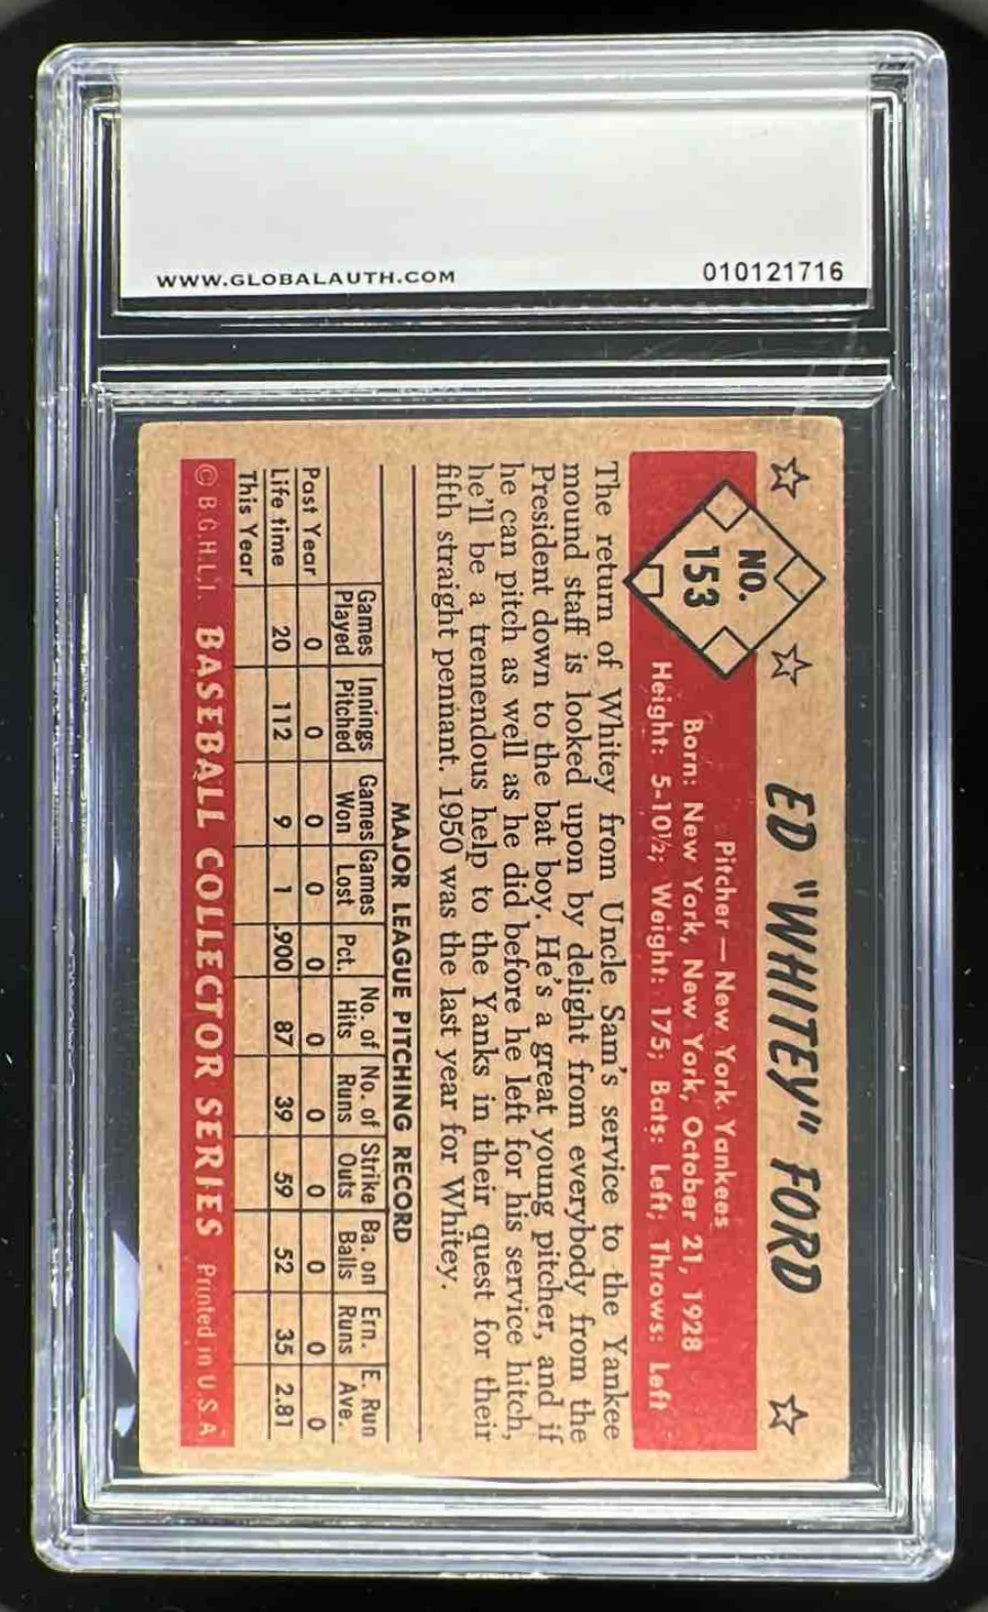 WWW.GLOBALAUTH.COM 010121716
ED "WHITEY" FORD
NO.
153
Pitcher — New York Yankees
Born: New York, New York, October 21, 1928
Height: 5-10½; Weight: 175; Bats: Left; Throws: Left
The return of Whitey from Uncle Sam's service to the Yankee
mound staff is looked upon by delight from everybody from the
President down to the bat boy. He's a great young pitcher, and if
he can pitch as well as he did before he left for his service hitch,
he'll be a tremendous help to the Yanks in their quest for their
fifth straight pennant. 1950 was the last year for Whitey.
MAJOR LEAGUE PITCHING RECORD
Games Innings Games Games No. of No. of Strike Ba. on Ern. E. Run
Played Pitched Won Lost Pct. Hits Runs Outs Balls Runs Ave.
Past Year 0 0 0 0 0 0 0 0 0 0 0
Life time 20 112 9 1 .900 87 39 59 52 35 2.81
This Year
© B.G.H.L.I. BASEBALL COLLECTOR SERIES Printed in U.S.A.